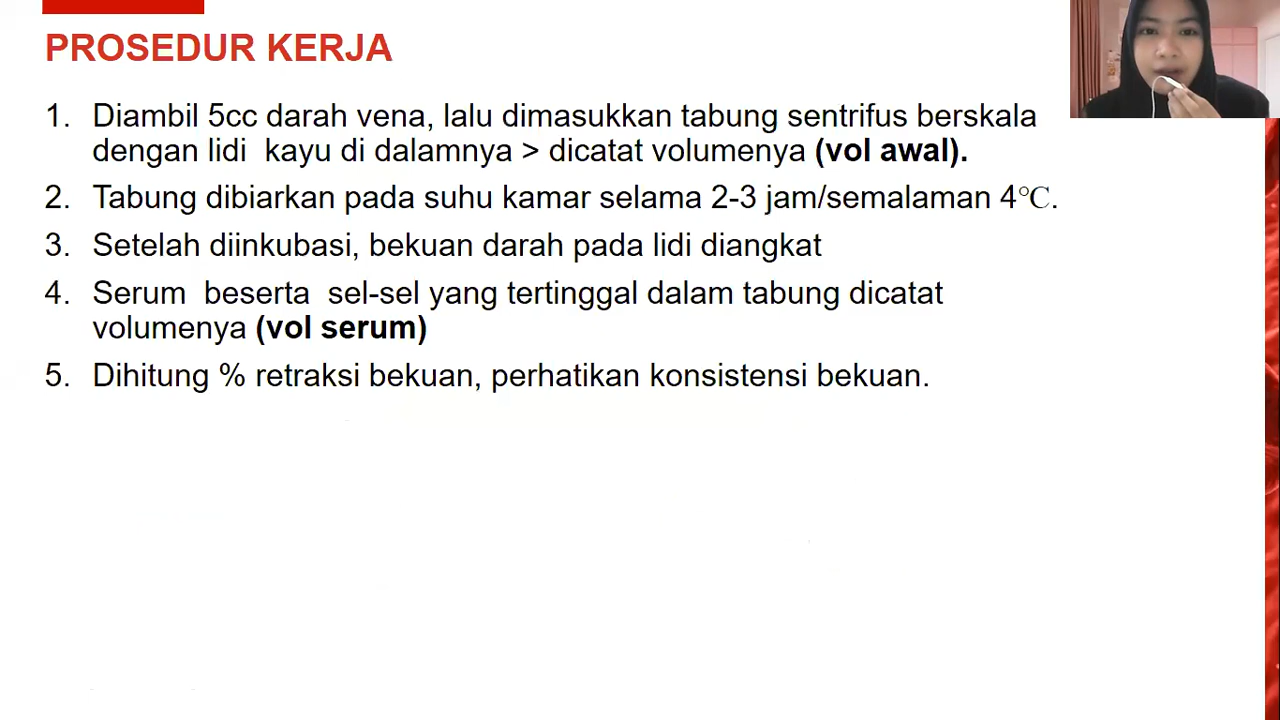 PROSEDUR KERJA
1. Diambil 5cc darah vena, lalu dimasukkan tabung sentrifus berskala
dengan lidi kayu di dalamnya > dicatat volumenya (vol awal).
2. Tabung dibiarkan pada suhu kamar selama 2-3 jam/semalaman 4℃.
3. Setelah diinkubasi, bekuan darah pada lidi diangkat
4. Serum beserta sel-sel yang tertinggal dalam tabung dicatat
volumenya (vol serum)
5. Dihitung % retraksi bekuan, perhatikan konsistensi bekuan.